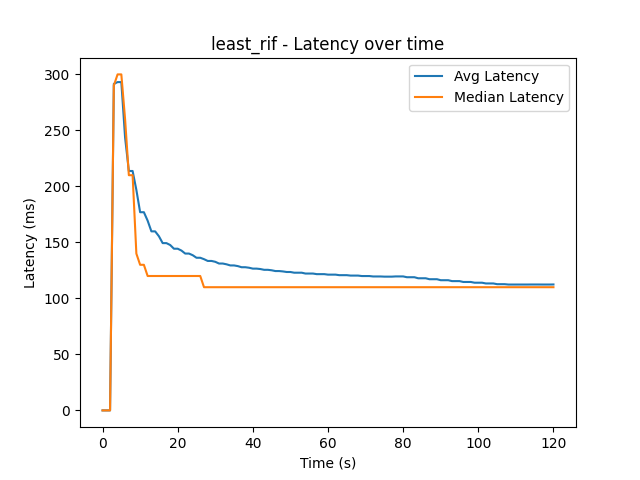 least_rif - Latency over time
Avg Latency
Median Latency
Latency (ms)
300
250
200
150
100
50
0
0 20 40 60 80 100 120
Time (s)